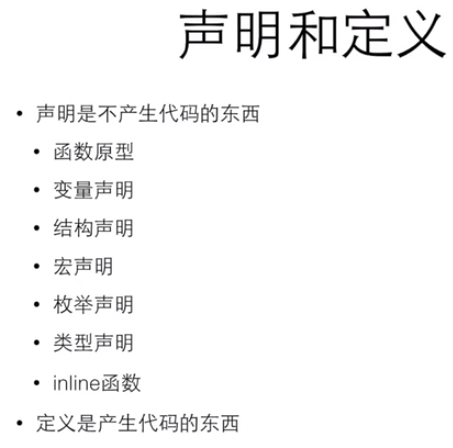 声明和定义
• 声明是不产生代码的东西
• 函数原型
• 变量声明
• 结构声明
• 宏声明
• 枚举声明
• 类型声明
• inline函数
• 定义是产生代码的东西